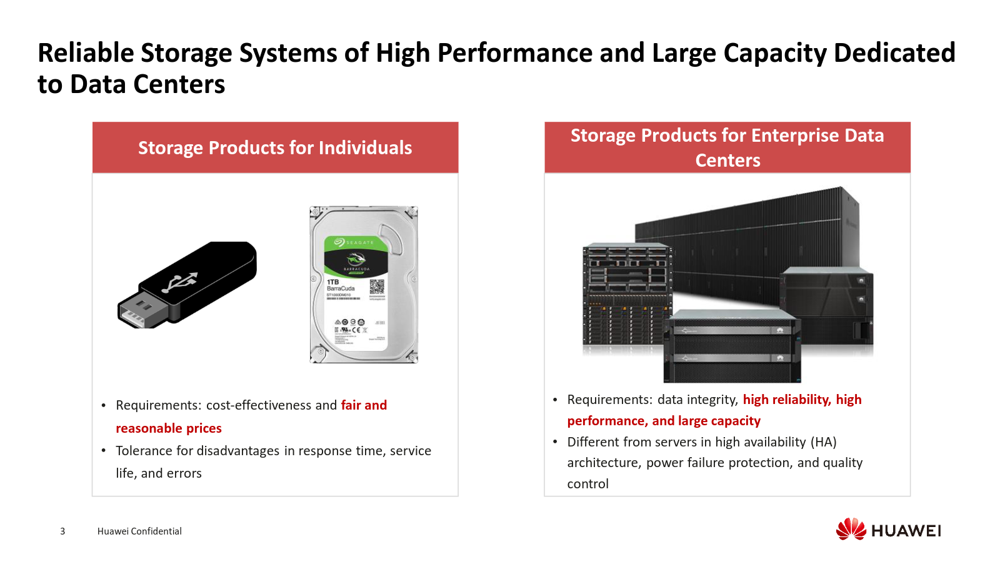 Reliable Storage Systems of High Performance and Large Capacity Dedicated
to Data Centers
Storage Products for Individuals
SEAGATE
BARRACUDA
1TB
BarraCuda
ST1000DM010
• Requirements: cost-effectiveness and fair and
reasonable prices
• Tolerance for disadvantages in response time, service
life, and errors
Storage Products for Enterprise Data
Centers
• Requirements: data integrity, high reliability, high
performance, and large capacity
• Different from servers in high availability (HA)
architecture, power failure protection, and quality
control
3
Huawei Confidential
HUAWEI